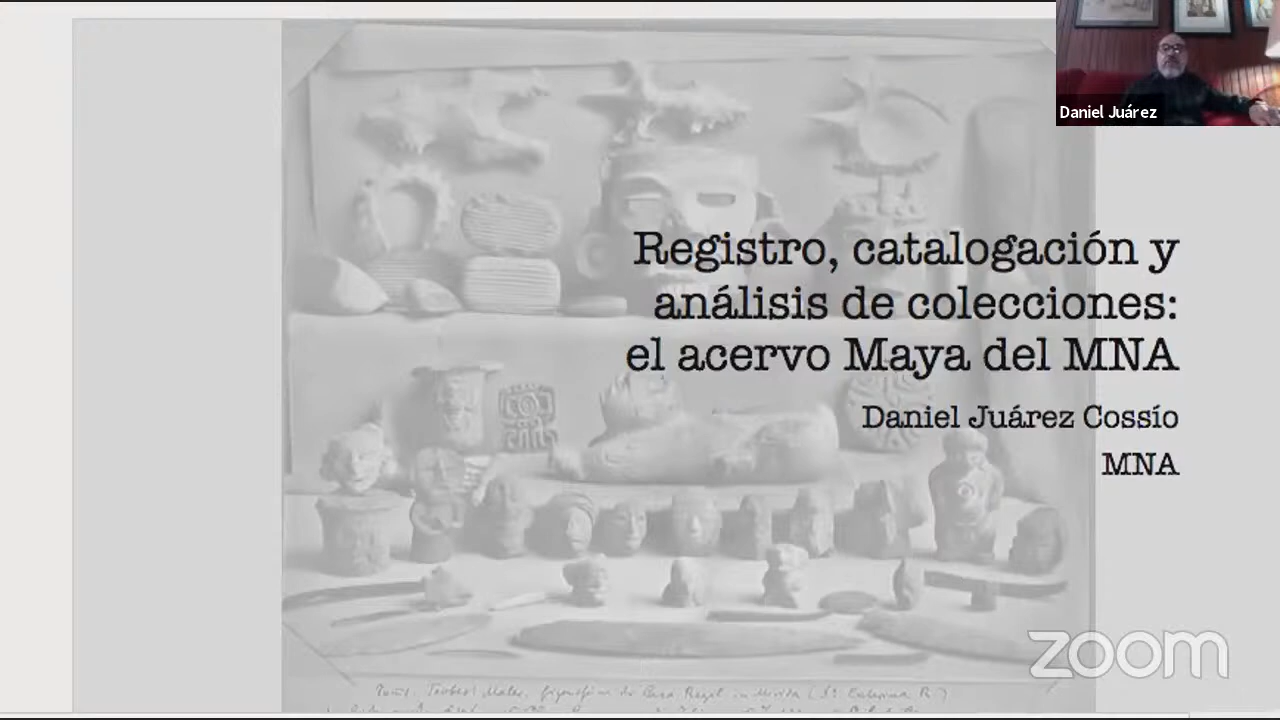 Daniel Juárez
Registro, catalogación y
análisis de colecciones:
el acervo Maya del MNA
Daniel Juárez Cossío
MNA
zoom